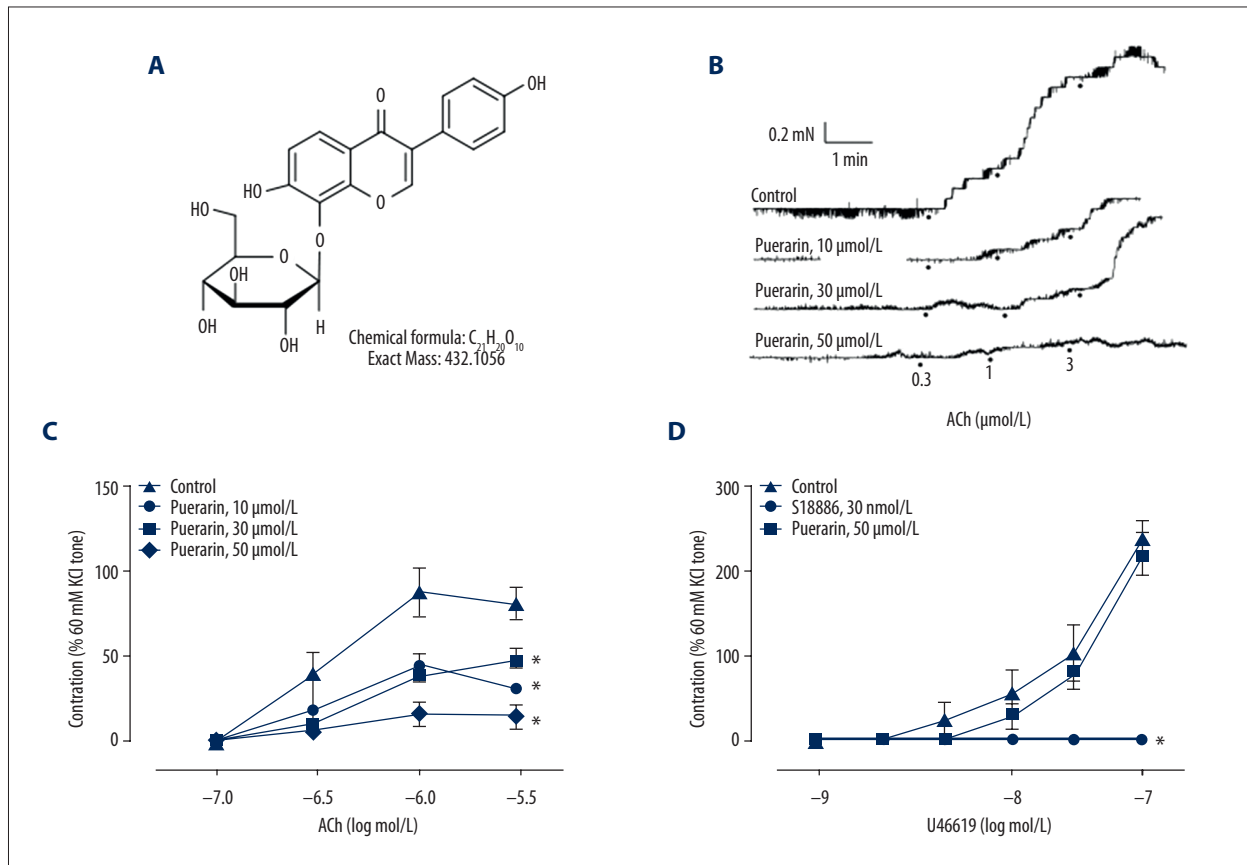 A
O
OH
HO
O
HO
O
O
OH
OH
OH
H
Chemical formula: C21H20O10
Exact Mass: 432.1056
B
0.2 mN
1 min
Control
Puerarin, 10 µmol/L
Puerarin, 30 µmol/L
Puerarin, 50 µmol/L
0.3
1
3
ACh (µmol/L)
C
Contration (% 60 mM KCl tone)
150
100
50
0
Control
Puerarin, 10 µmol/L
Puerarin, 30 µmol/L
Puerarin, 50 µmol/L
*
*
*
−7.0
−6.5
−6.0
−5.5
ACh (log mol/L)
D
Contration (% 60 mM KCl tone)
300
200
100
0
Control
S18886, 30 nmol/L
Puerarin, 50 µmol/L
*
−9
−8
−7
U46619 (log mol/L)